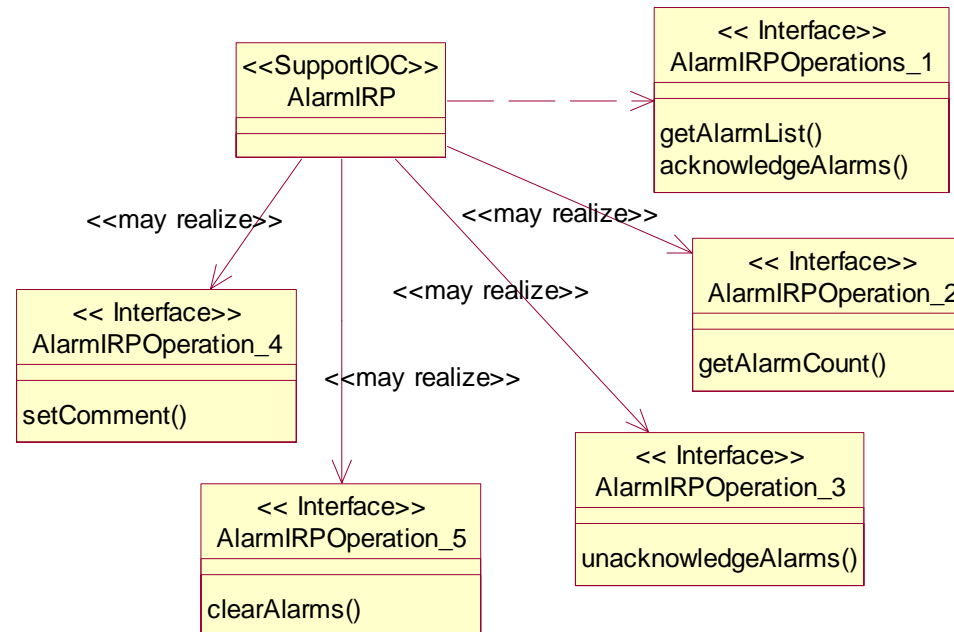 <<SupportIOC>>
AlarmIRP
<< Interface>>
AlarmIRPOperations_1
getAlarmList()
acknowledgeAlarms()
<<may realize>>
<<may realize>>
<<may realize>>
<<may realize>>
<< Interface>>
AlarmIRPOperation_2
getAlarmCount()
<< Interface>>
AlarmIRPOperation_4
setComment()
<< Interface>>
AlarmIRPOperation_3
unacknowledgeAlarms()
<< Interface>>
AlarmIRPOperation_5
clearAlarms()